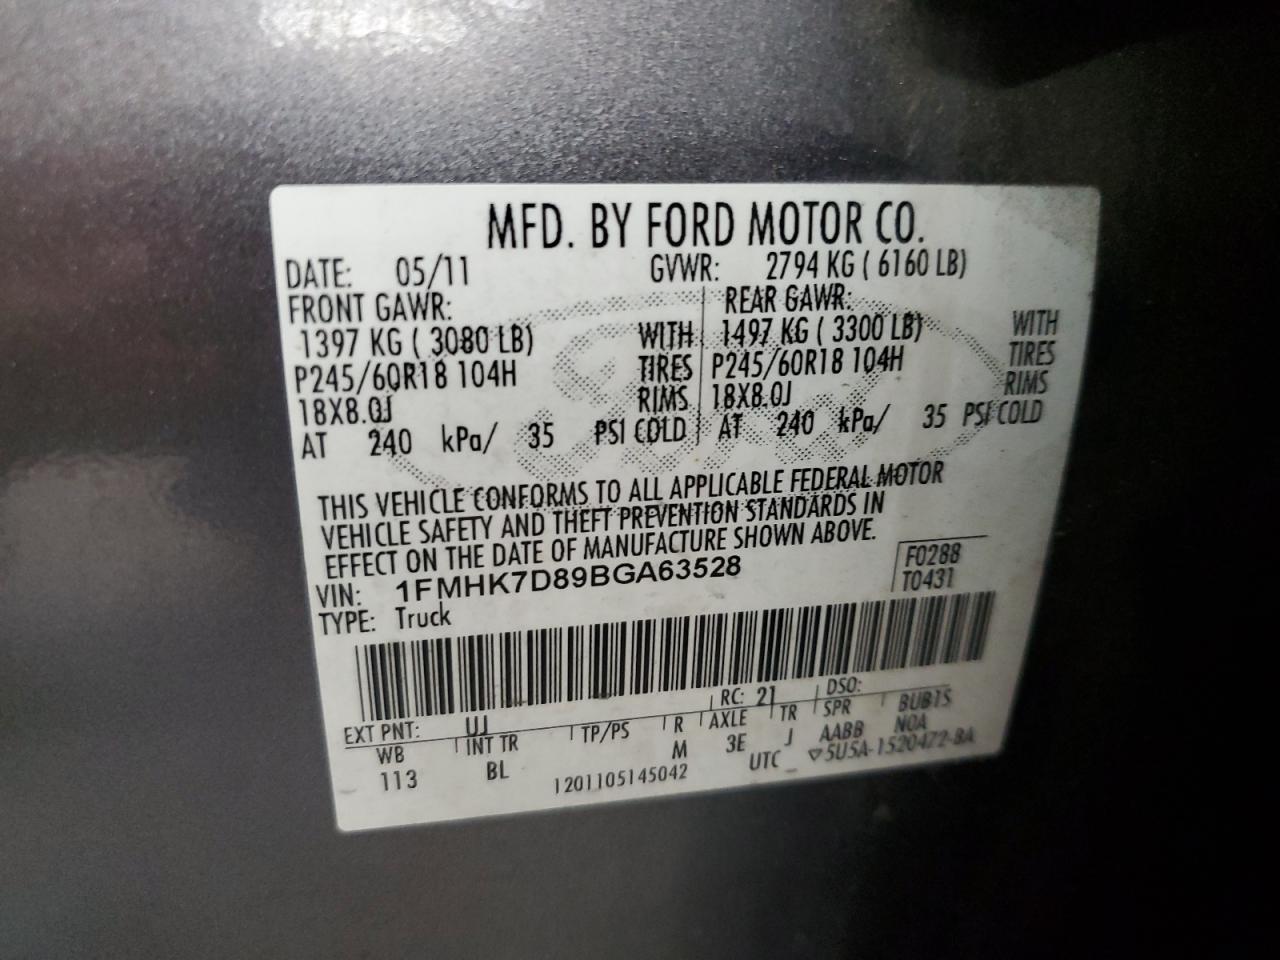 MFD. BY FORD MOTOR CO.
DATE: 05/11 GVWR: 2794 KG ( 6160 LB)
FRONT GAWR: REAR GAWR:
1397 KG ( 3080 LB) WITH 1497 KG ( 3300 LB) WITH
P245/60R18 104H TIRES P245/60R18 104H TIRES
18X8.0J RIMS 18X8.0J RIMS
AT 240 kPa/ 35 PSI COLD AT 240 kPa/ 35 PSI COLD
THIS VEHICLE CONFORMS TO ALL APPLICABLE FEDERAL MOTOR
VEHICLE SAFETY AND THEFT PREVENTION STANDARDS IN
EFFECT ON THE DATE OF MANUFACTURE SHOWN ABOVE.
VIN: 1FMHK7D89BGA63528 F0288
TYPE: Truck T0431
EXT PNT: UJ RC: 21 DSO:
WB INT TR TP/PS R AXLE TR SPR BUB1S
113 BL M 3E J AABB N0A
1201105145042 UTC ▽5U5A-1520472-BA